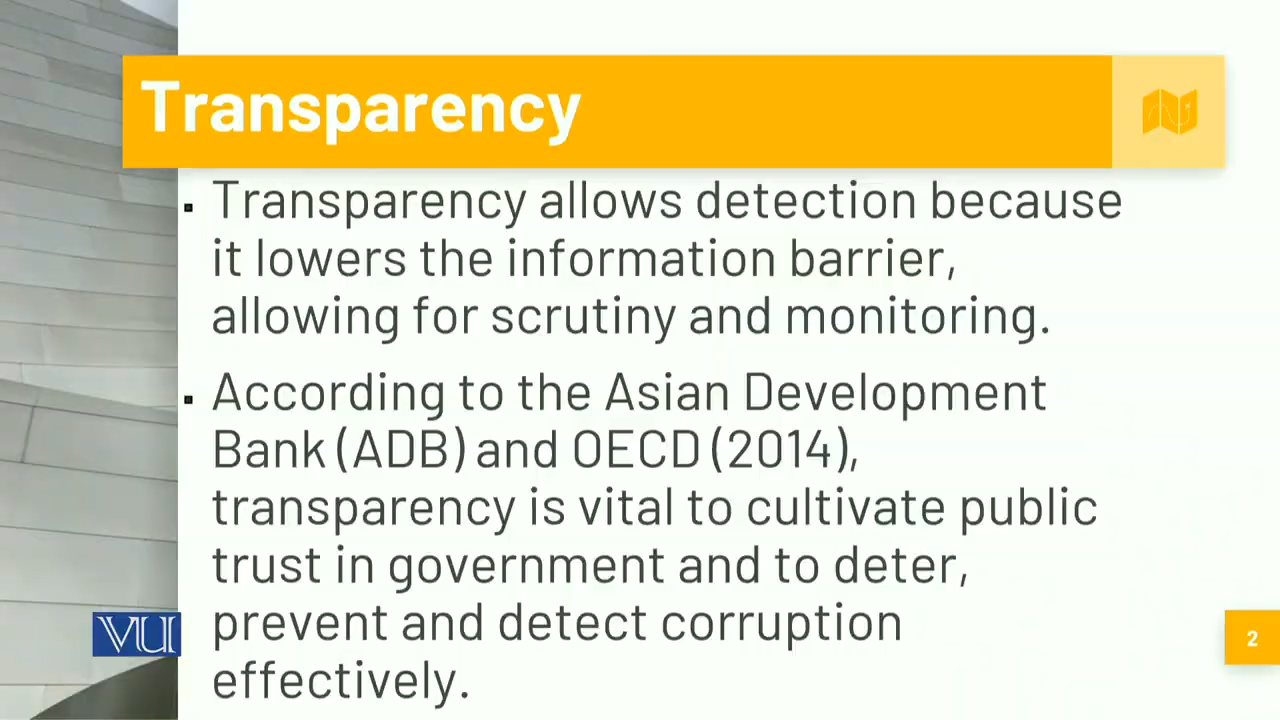 Transparency
▪ Transparency allows detection because
it lowers the information barrier,
allowing for scrutiny and monitoring.
▪ According to the Asian Development
Bank (ADB) and OECD (2014),
transparency is vital to cultivate public
trust in government and to deter,
prevent and detect corruption
effectively.
VU
2